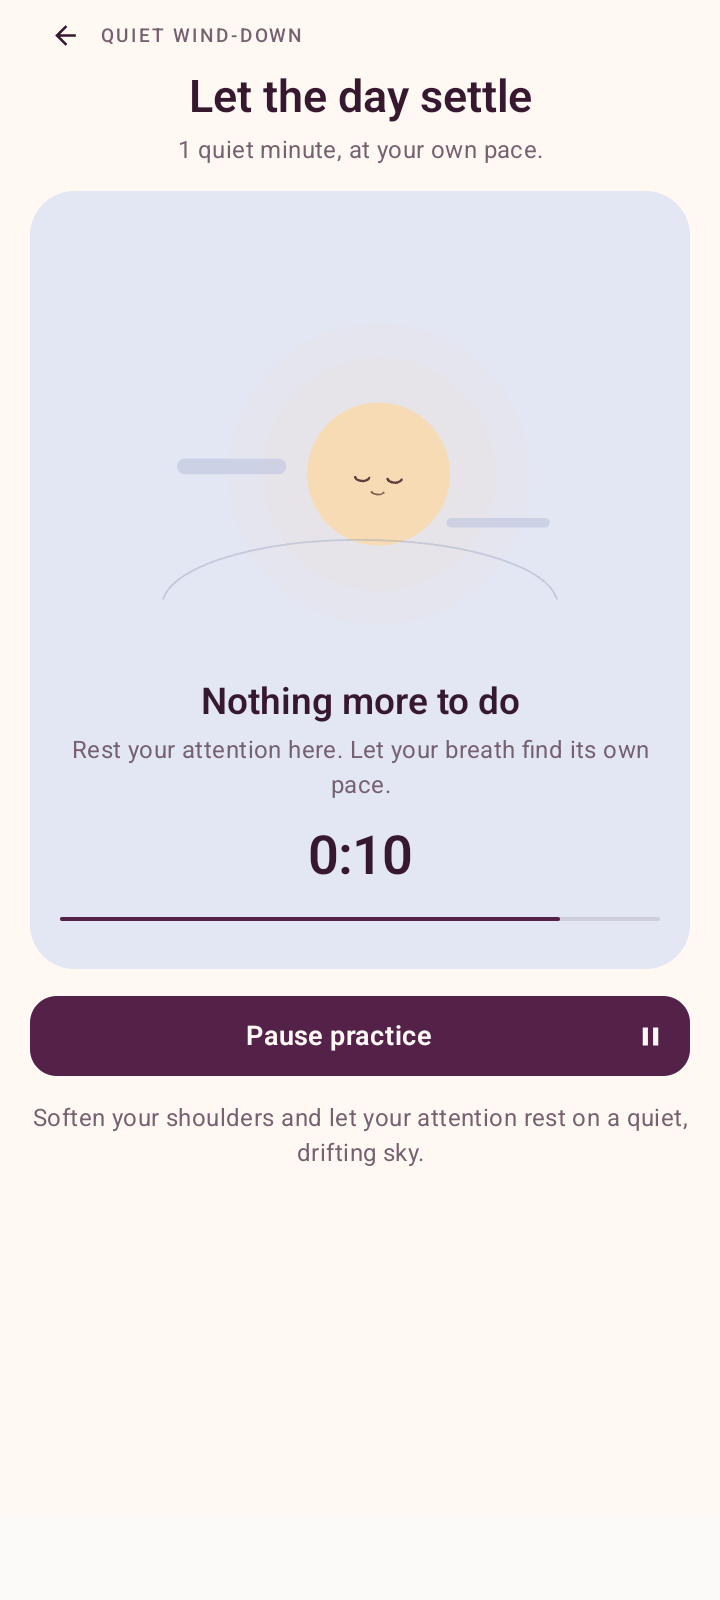 QUIET WIND-DOWN
Let the day settle
1 quiet minute, at your own pace.
Nothing more to do
Rest your attention here. Let your breath find its own
pace.
0:10
Pause practice
Soften your shoulders and let your attention rest on a quiet,
drifting sky.